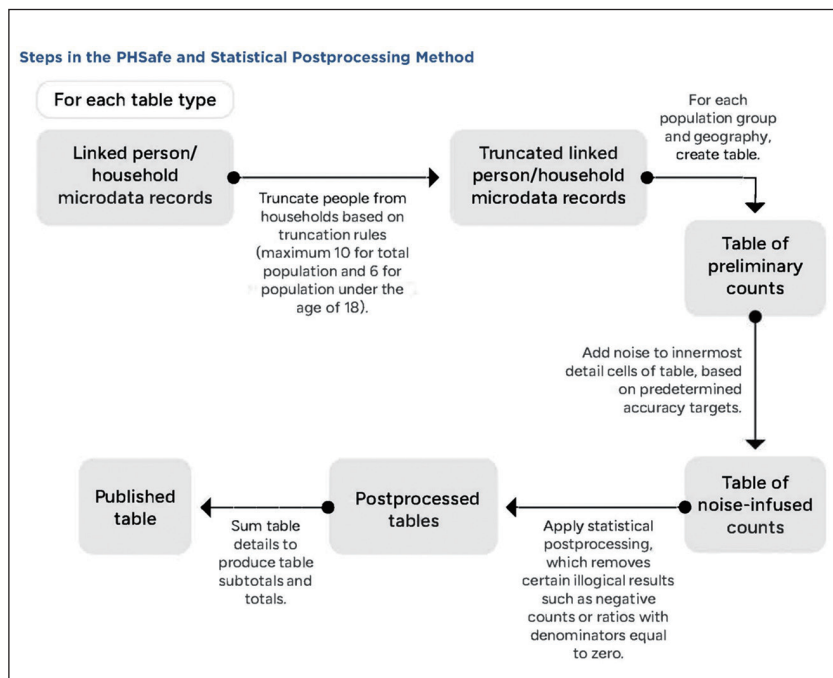 Steps in the PHSafe and Statistical Postprocessing Method
For each table type
Linked person/
household
microdata records
Truncate people from
households based on
truncation rules
(maximum 10 for total
population and 6 for
population under the
age of 18).
Truncated linked
person/household
microdata records
For each
population group
and geography,
create table.
Table of
preliminary
counts
Add noise to innermost
detail cells of table, based
on predetermined
accuracy targets.
Table of
noise-infused
counts
Apply statistical
postprocessing,
which removes
certain illogical results
such as negative
counts or ratios with
denominators equal
to zero.
Postprocessed
tables
Sum table
details to
produce table
subtotals and
totals.
Published
table